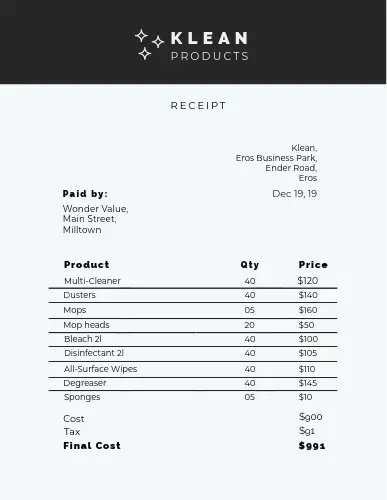 KLEAN
PRODUCTS
RECEIPT
Klean,
Eros Business Park,
Ender Road,
Eros
Paid by:
Dec 19, 19
Wonder Value,
Main Street,
Milltown
Product Qty Price
Multi-Cleaner 40 $120
Dusters 40 $140
Mops 05 $160
Mop heads 20 $50
Bleach 2l 40 $100
Disinfectant 2l 40 $105
All-Surface Wipes 40 $110
Degreaser 40 $145
Sponges 05 $10
Cost $900
Tax $91
Final Cost $991